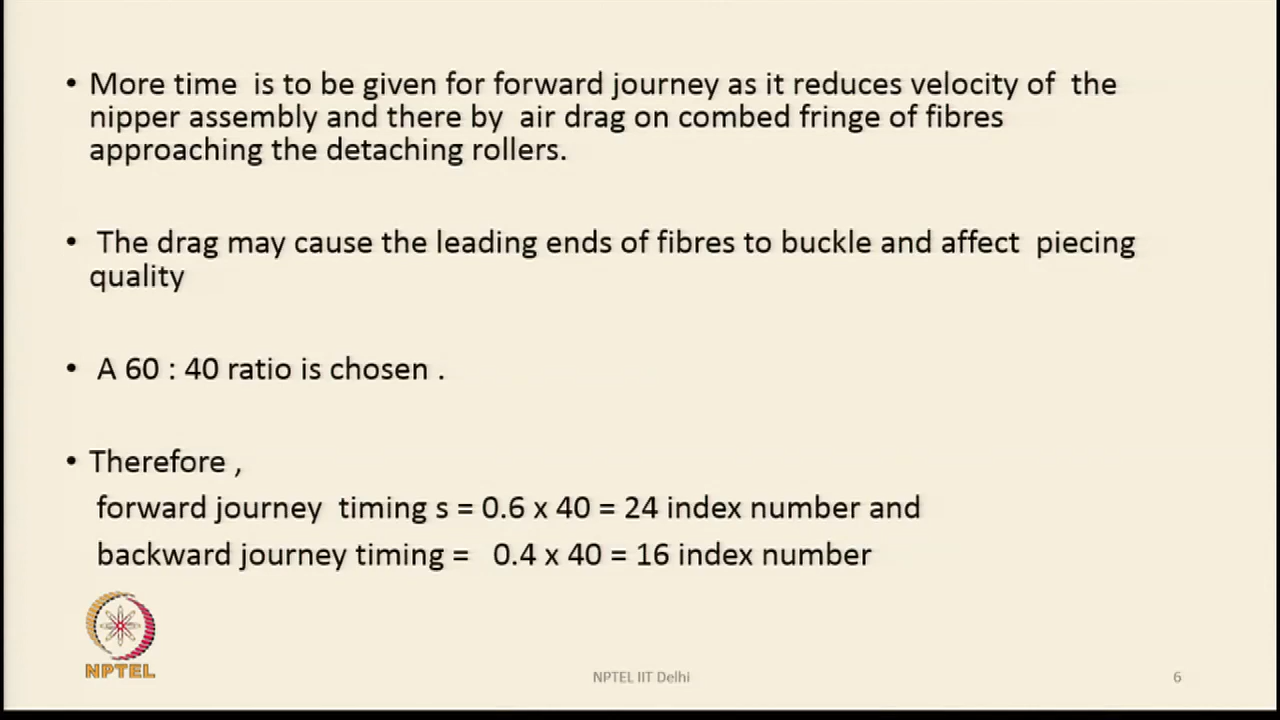 • More time is to be given for forward journey as it reduces velocity of the
nipper assembly and there by air drag on combed fringe of fibres
approaching the detaching rollers.
• The drag may cause the leading ends of fibres to buckle and affect piecing
quality
• A 60 : 40 ratio is chosen .
• Therefore ,
forward journey timing s = 0.6 x 40 = 24 index number and
backward journey timing = 0.4 x 40 = 16 index number
NPTEL
NPTEL IIT Delhi
6